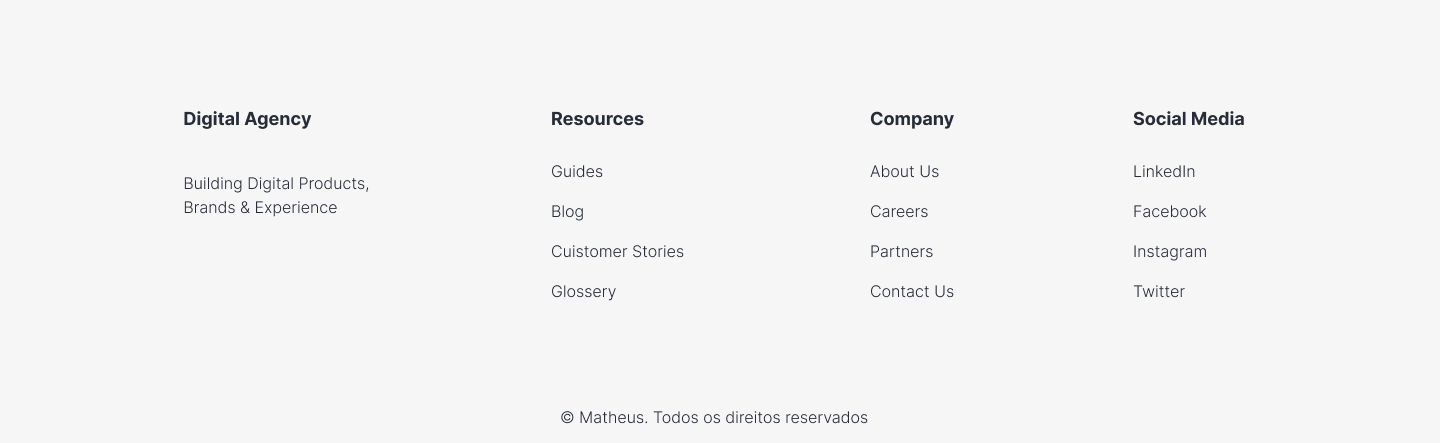 Digital Agency
Building Digital Products,
Brands & Experience
Resources
Guides
Blog
Cuistomer Stories
Glossery
Company
About Us
Careers
Partners
Contact Us
Social Media
LinkedIn
Facebook
Instagram
Twitter
© Matheus. Todos os direitos reservados